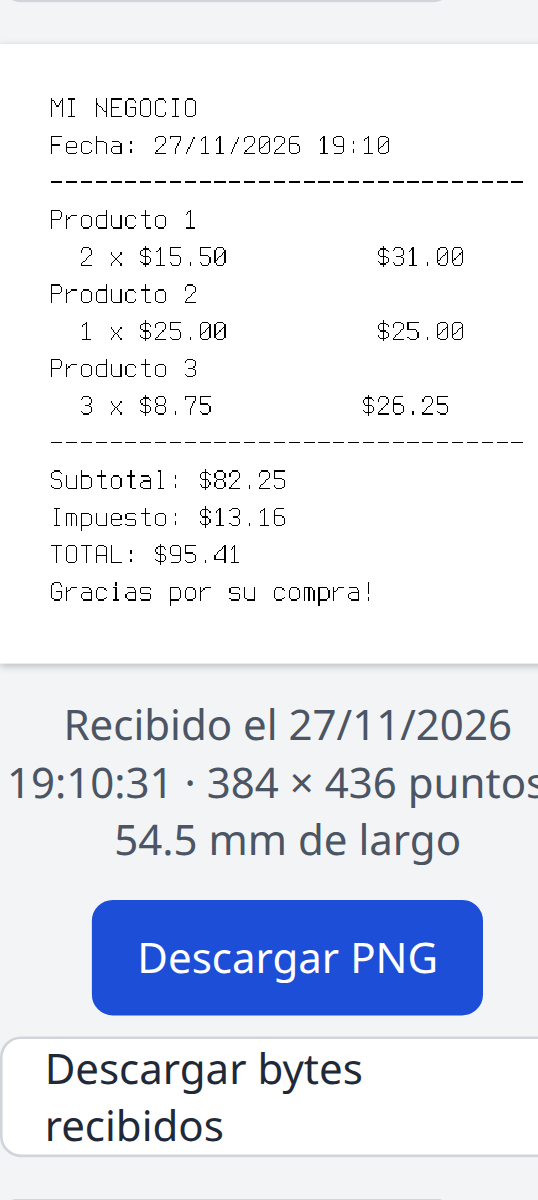 MI NEGOCIO
Fecha: 27/11/2026 19:10
--------------------------------
Producto 1
  2 x $15.50          $31.00
Producto 2
  1 x $25.00          $25.00
Producto 3
  3 x $8.75          $26.25
--------------------------------
Subtotal: $82.25
Impuesto: $13.16
TOTAL: $95.41
Gracias por su compra!
Recibido el 27/11/2026
19:10:31 · 384 × 436 puntos
54.5 mm de largo
Descargar PNG
Descargar bytes
recibidos